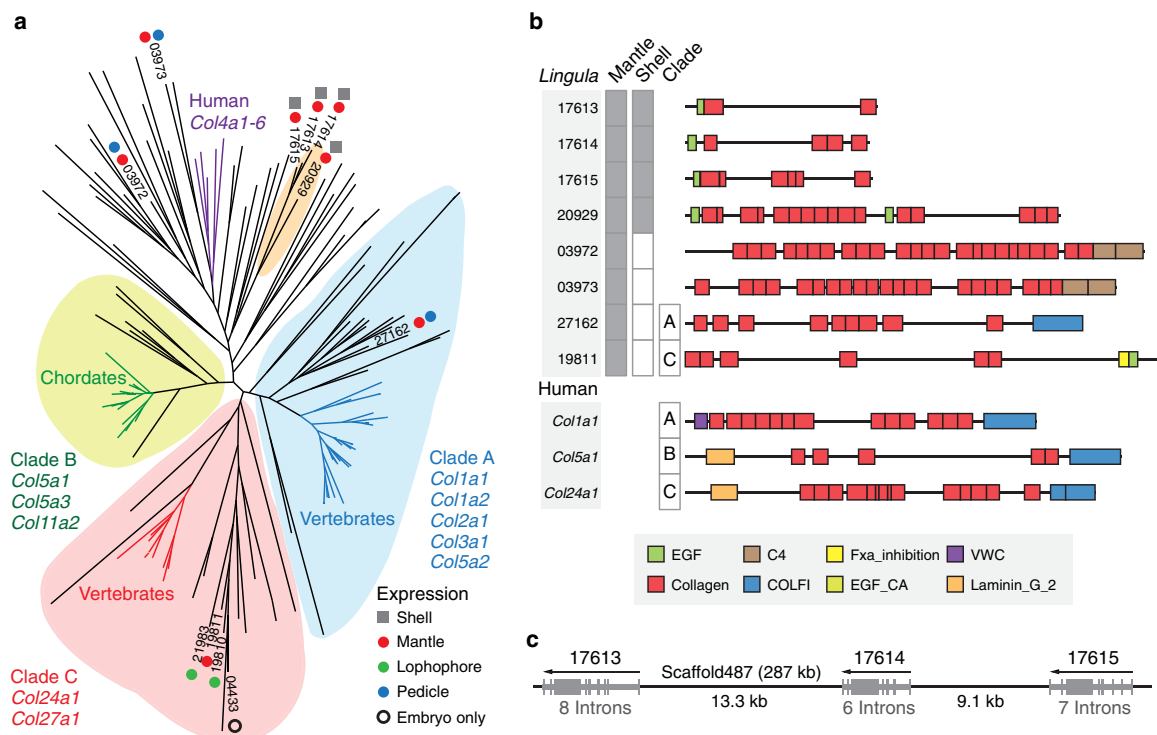 a
03973
Human
Col4a1-6
17615
17613
17614
20929
03972
27162
Chordates
Clade B
Col5a1
Col5a3
Col11a2
Clade A
Col1a1
Col1a2
Col2a1
Col3a1
Col5a2
Vertebrates
Vertebrates
21983
19811
19810
04433
Clade C
Col24a1
Col27a1
Expression
Shell
Mantle
Lophophore
Pedicle
Embryo only
b
Lingula Mantle Shell Clade
17613
17614
17615
20929
03972
03973
27162 A
19811 C
Human
Col1a1 A
Col5a1 B
Col24a1 C
EGF C4 Fxa_inhibition VWC
Collagen COLFI EGF_CA Laminin_G_2
c
17613 17614 17615
Scaffold487 (287 kb)
13.3 kb 9.1 kb
8 Introns 6 Introns 7 Introns